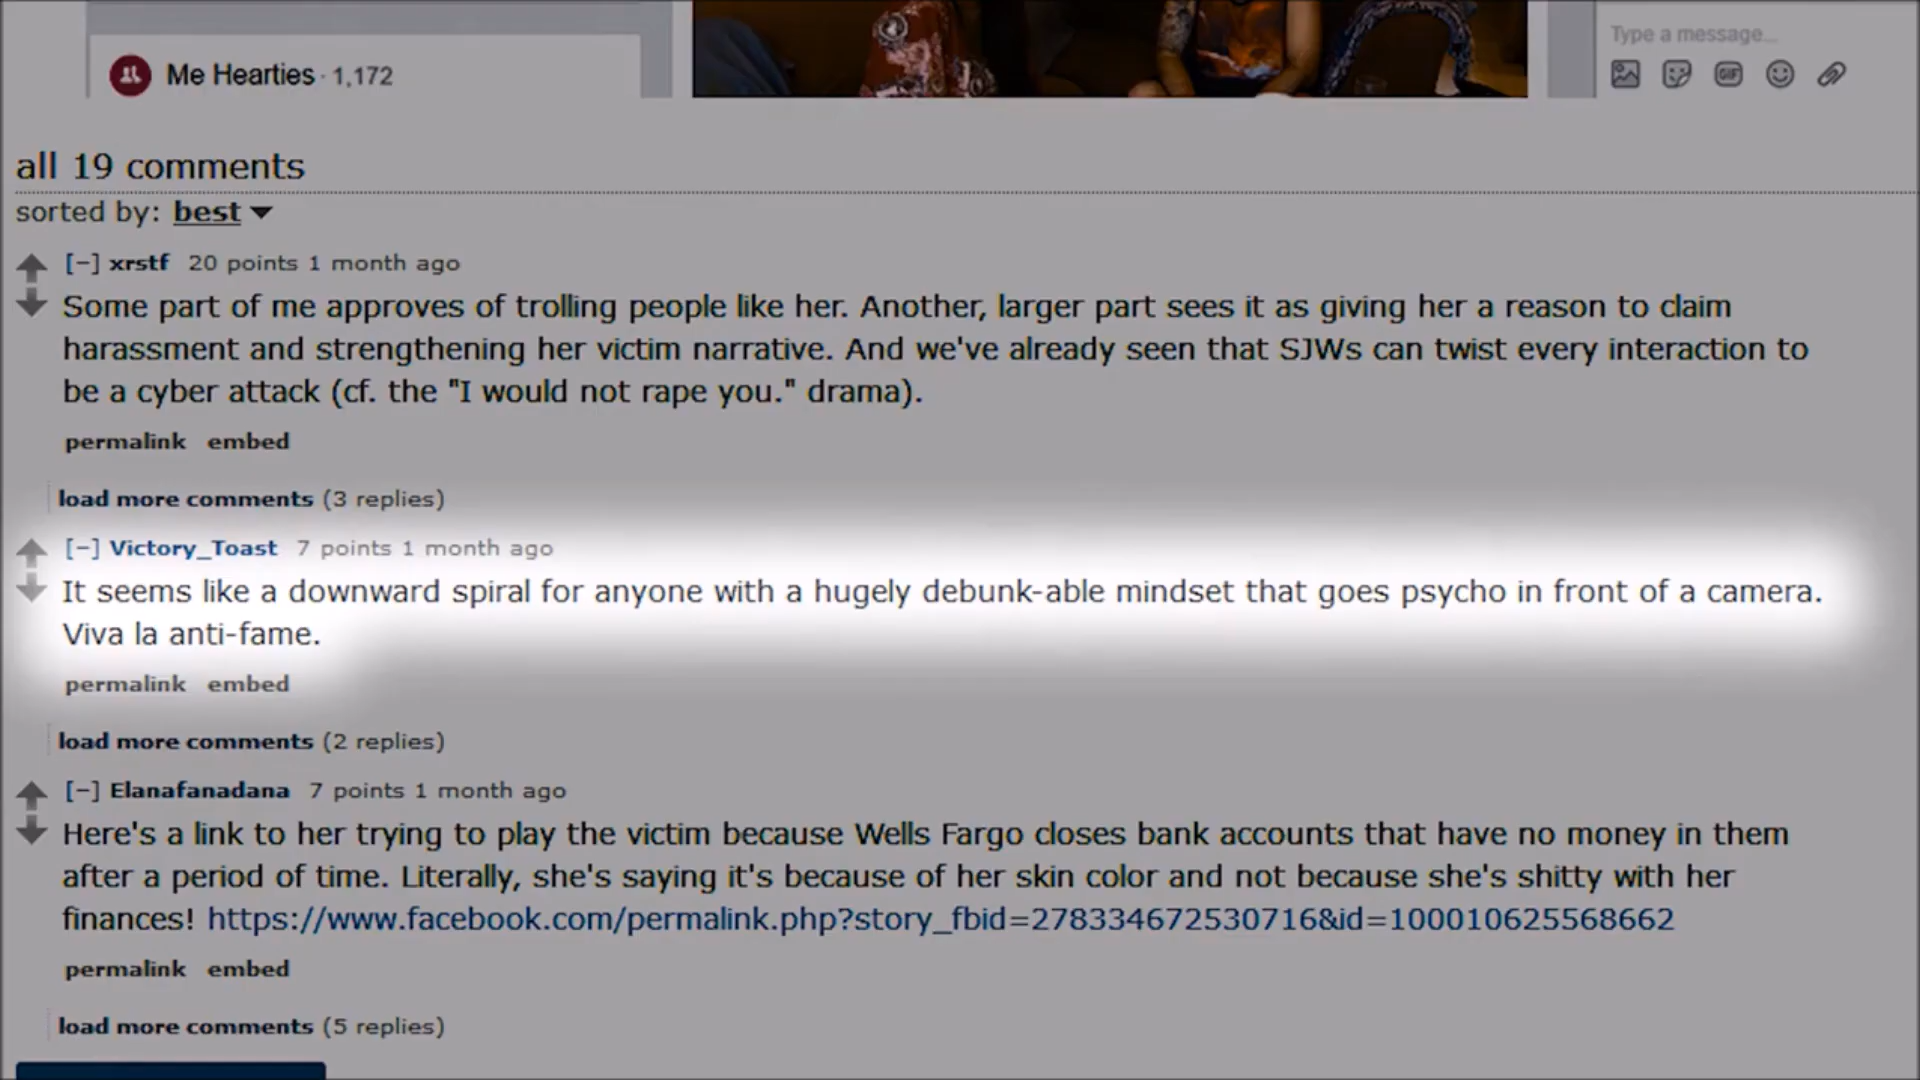 Me Hearties · 1,172
Type a message...
GIF
all 19 comments
sorted by: best
[–] xrstf 20 points 1 month ago
Some part of me approves of trolling people like her. Another, larger part sees it as giving her a reason to claim
harassment and strengthening her victim narrative. And we've already seen that SJWs can twist every interaction to
be a cyber attack (cf. the "I would not rape you." drama).
permalink embed
load more comments (3 replies)
[–] Victory_Toast 7 points 1 month ago
It seems like a downward spiral for anyone with a hugely debunk-able mindset that goes psycho in front of a camera.
Viva la anti-fame.
permalink embed
load more comments (2 replies)
[–] Elanafanadana 7 points 1 month ago
Here's a link to her trying to play the victim because Wells Fargo closes bank accounts that have no money in them
after a period of time. Literally, she's saying it's because of her skin color and not because she's shitty with her
finances! https://www.facebook.com/permalink.php?story_fbid=278334672530716&id=100010625568662
permalink embed
load more comments (5 replies)